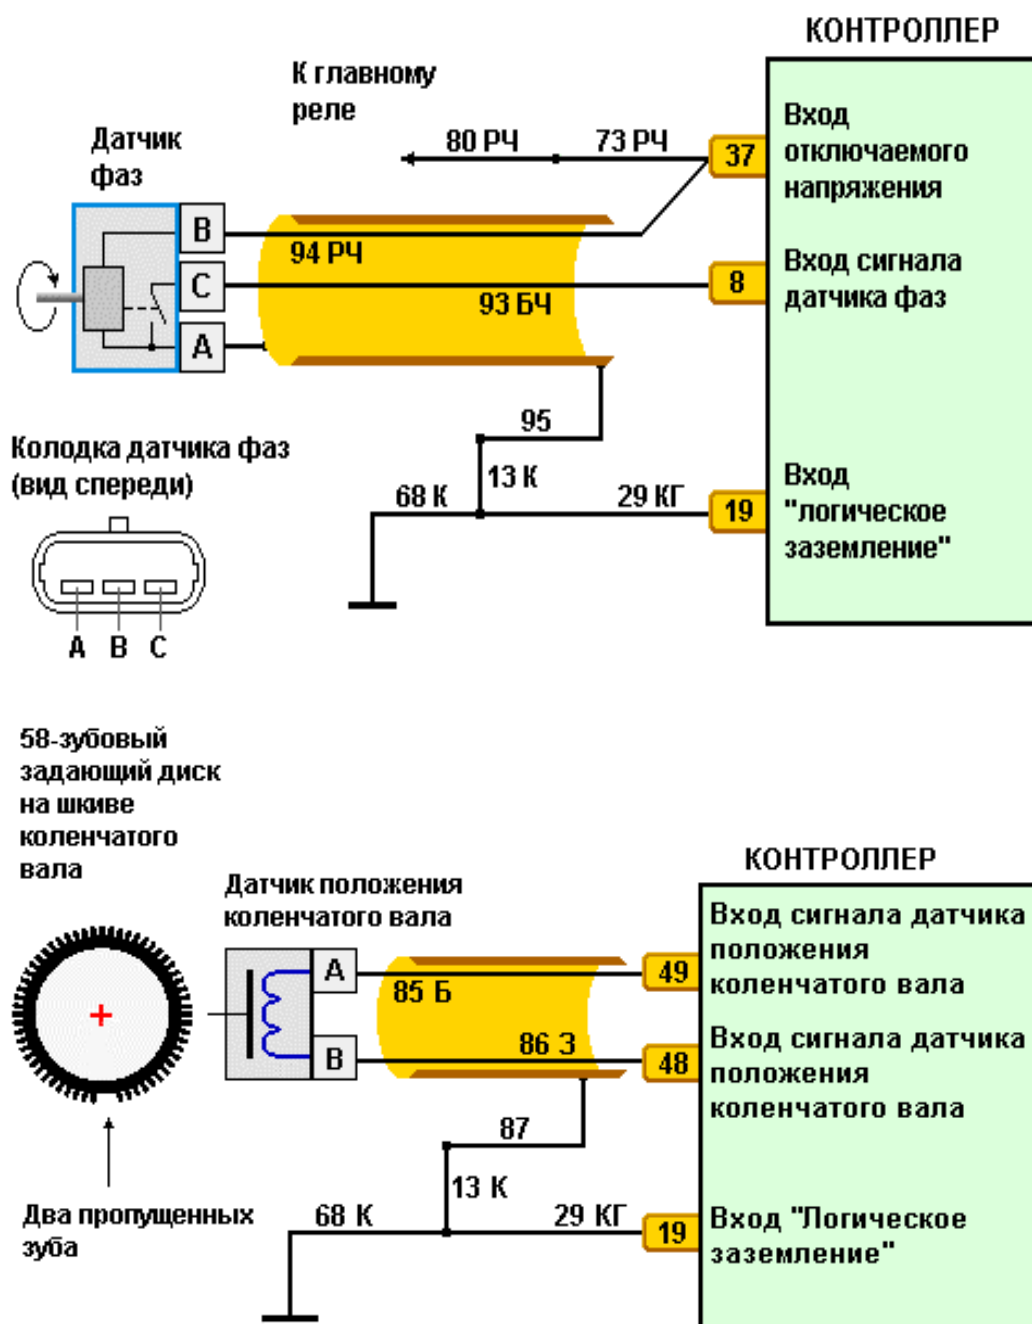 КОНТРОЛЛЕР
К главному
реле
Датчик
фаз
80 РЧ
73 РЧ
37
Вход
отключаемого
напряжения
B
94 РЧ
C
93 БЧ
8
Вход сигнала
датчика фаз
A
95
13 К
68 К
29 КГ
19
Вход
"логическое
заземление"
Колодка датчика фаз
(вид спереди)
A B C
58-зубовый
задающий диск
на шкиве
коленчатого
вала
Датчик положения
коленчатого вала
КОНТРОЛЛЕР
A
85 Б
49
Вход сигнала датчика
положения
коленчатого вала
B
86 З
48
Вход сигнала датчика
положения
коленчатого вала
87
13 К
68 К
29 КГ
19
Вход "Логическое
заземление"
Два пропущенных
зуба